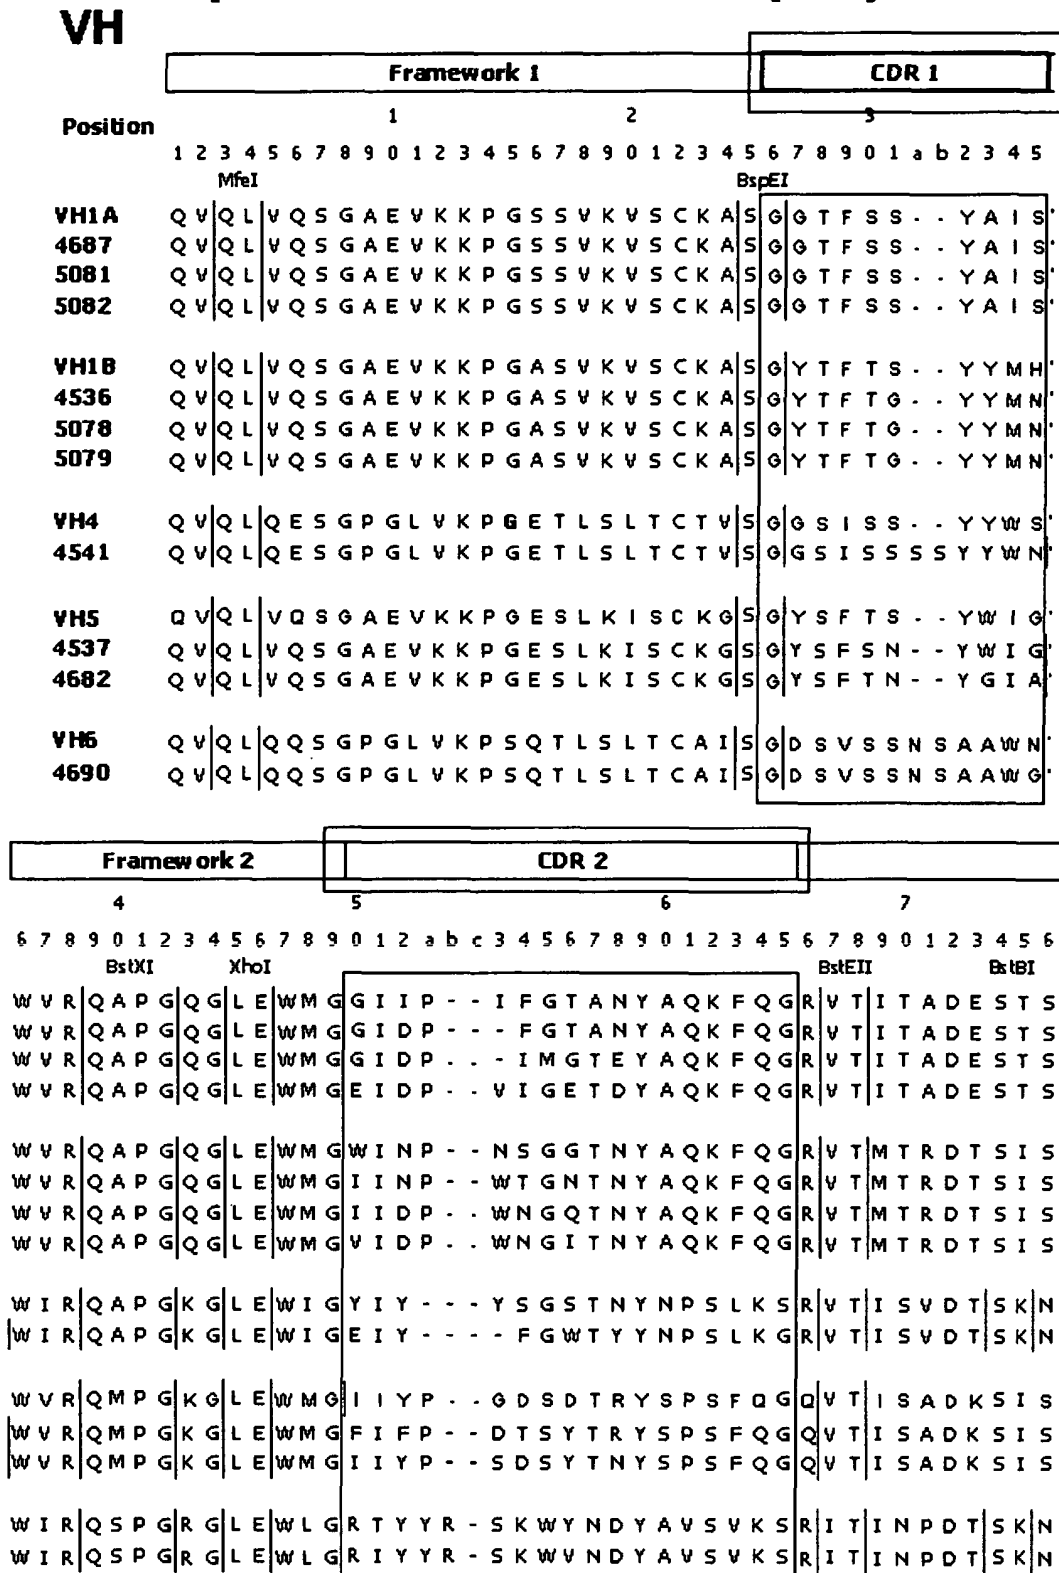 VH
Framework 1 CDR 1
1 2 3
Position
1 2 3 4 5 6 7 8 9 0 1 2 3 4 5 6 7 8 9 0 1 2 3 4 5 6 7 8 9 0 1 a b 2 3 4 5
MfeI BspEI
VH1A Q V Q L V Q S G A E V K K P G S S V K V S C K A S G G T F S S - - Y A I S
4687 Q V Q L V Q S G A E V K K P G S S V K V S C K A S G G T F S S - - Y A I S
5081 Q V Q L V Q S G A E V K K P G S S V K V S C K A S G G T F S S - - Y A I S
5082 Q V Q L V Q S G A E V K K P G S S V K V S C K A S G G T F S S - - Y A I S
VH1B Q V Q L V Q S G A E V K K P G A S V K V S C K A S G Y T F T S - - Y Y M H
4536 Q V Q L V Q S G A E V K K P G A S V K V S C K A S G Y T F T G - - Y Y M N
5078 Q V Q L V Q S G A E V K K P G A S V K V S C K A S G Y T F T G - - Y Y M N
5079 Q V Q L V Q S G A E V K K P G A S V K V S C K A S G Y T F T G - - Y Y M N
VH4 Q V Q L Q E S G P G L V K P G E T L S L T C T V S G G S I S S - - Y Y W S
4541 Q V Q L Q E S G P G L V K P G E T L S L T C T V S G G S I S S S S Y Y W N
VH5 Q V Q L V Q S G A E V K K P G E S L K I S C K G S G Y S F T S - - Y W I G
4537 Q V Q L V Q S G A E V K K P G E S L K I S C K G S G Y S F S N - - Y W I G
4682 Q V Q L V Q S G A E V K K P G E S L K I S C K G S G Y S F T N - - Y G I A
VH6 Q V Q L Q Q S G P G L V K P S Q T L S L T C A I S G D S V S S N S A A W N
4690 Q V Q L Q Q S G P G L V K P S Q T L S L T C A I S G D S V S S N S A A W G
Framework 2 CDR 2
4 5 6 7
6 7 8 9 0 1 2 3 4 5 6 7 8 9 0 1 2 a b c 3 4 5 6 7 8 9 0 1 2 3 4 5 6 7 8 9 0 1 2 3 4 5 6
BstXI XhoI BstEII BstBI
W V R Q A P G Q G L E W M G G I I P - - I F G T A N Y A Q K F Q G R V T I T A D E S T S
W V R Q A P G Q G L E W M G G I D P - - - F G T A N Y A Q K F Q G R V T I T A D E S T S
W V R Q A P G Q G L E W M G G I D P - - - I M G T E Y A Q K F Q G R V T I T A D E S T S
W V R Q A P G Q G L E W M G E I D P - - V I G E T D Y A Q K F Q G R V T I T A D E S T S
W V R Q A P G Q G L E W M G W I N P - - N S G G T N Y A Q K F Q G R V T M T R D T S I S
W V R Q A P G Q G L E W M G I I N P - - W T G N T N Y A Q K F Q G R V T M T R D T S I S
W V R Q A P G Q G L E W M G I I D P - - W N G Q T N Y A Q K F Q G R V T M T R D T S I S
W V R Q A P G Q G L E W M G V I D P - - W N G I T N Y A Q K F Q G R V T M T R D T S I S
W I R Q A P G K G L E W I G Y I Y - - - Y S G S T N Y N P S L K S R V T I S V D T S K N
W I R Q A P G K G L E W I G E I Y - - - - F G W T Y Y N P S L K G R V T I S V D T S K N
W V R Q M P G K G L E W M G I I Y P - - G D S D T R Y S P S F Q G Q V T I S A D K S I S
W V R Q M P G K G L E W M G F I F P - - D T S Y T R Y S P S F Q G Q V T I S A D K S I S
W V R Q M P G K G L E W M G I I Y P - - S D S Y T N Y S P S F Q G Q V T I S A D K S I S
W I R Q S P G R G L E W L G R T Y Y R - S K W Y N D Y A V S V K S R I T I N P D T S K N
W I R Q S P G R G L E W L G R I Y Y R - S K W V N D Y A V S V K S R I T I N P D T S K N